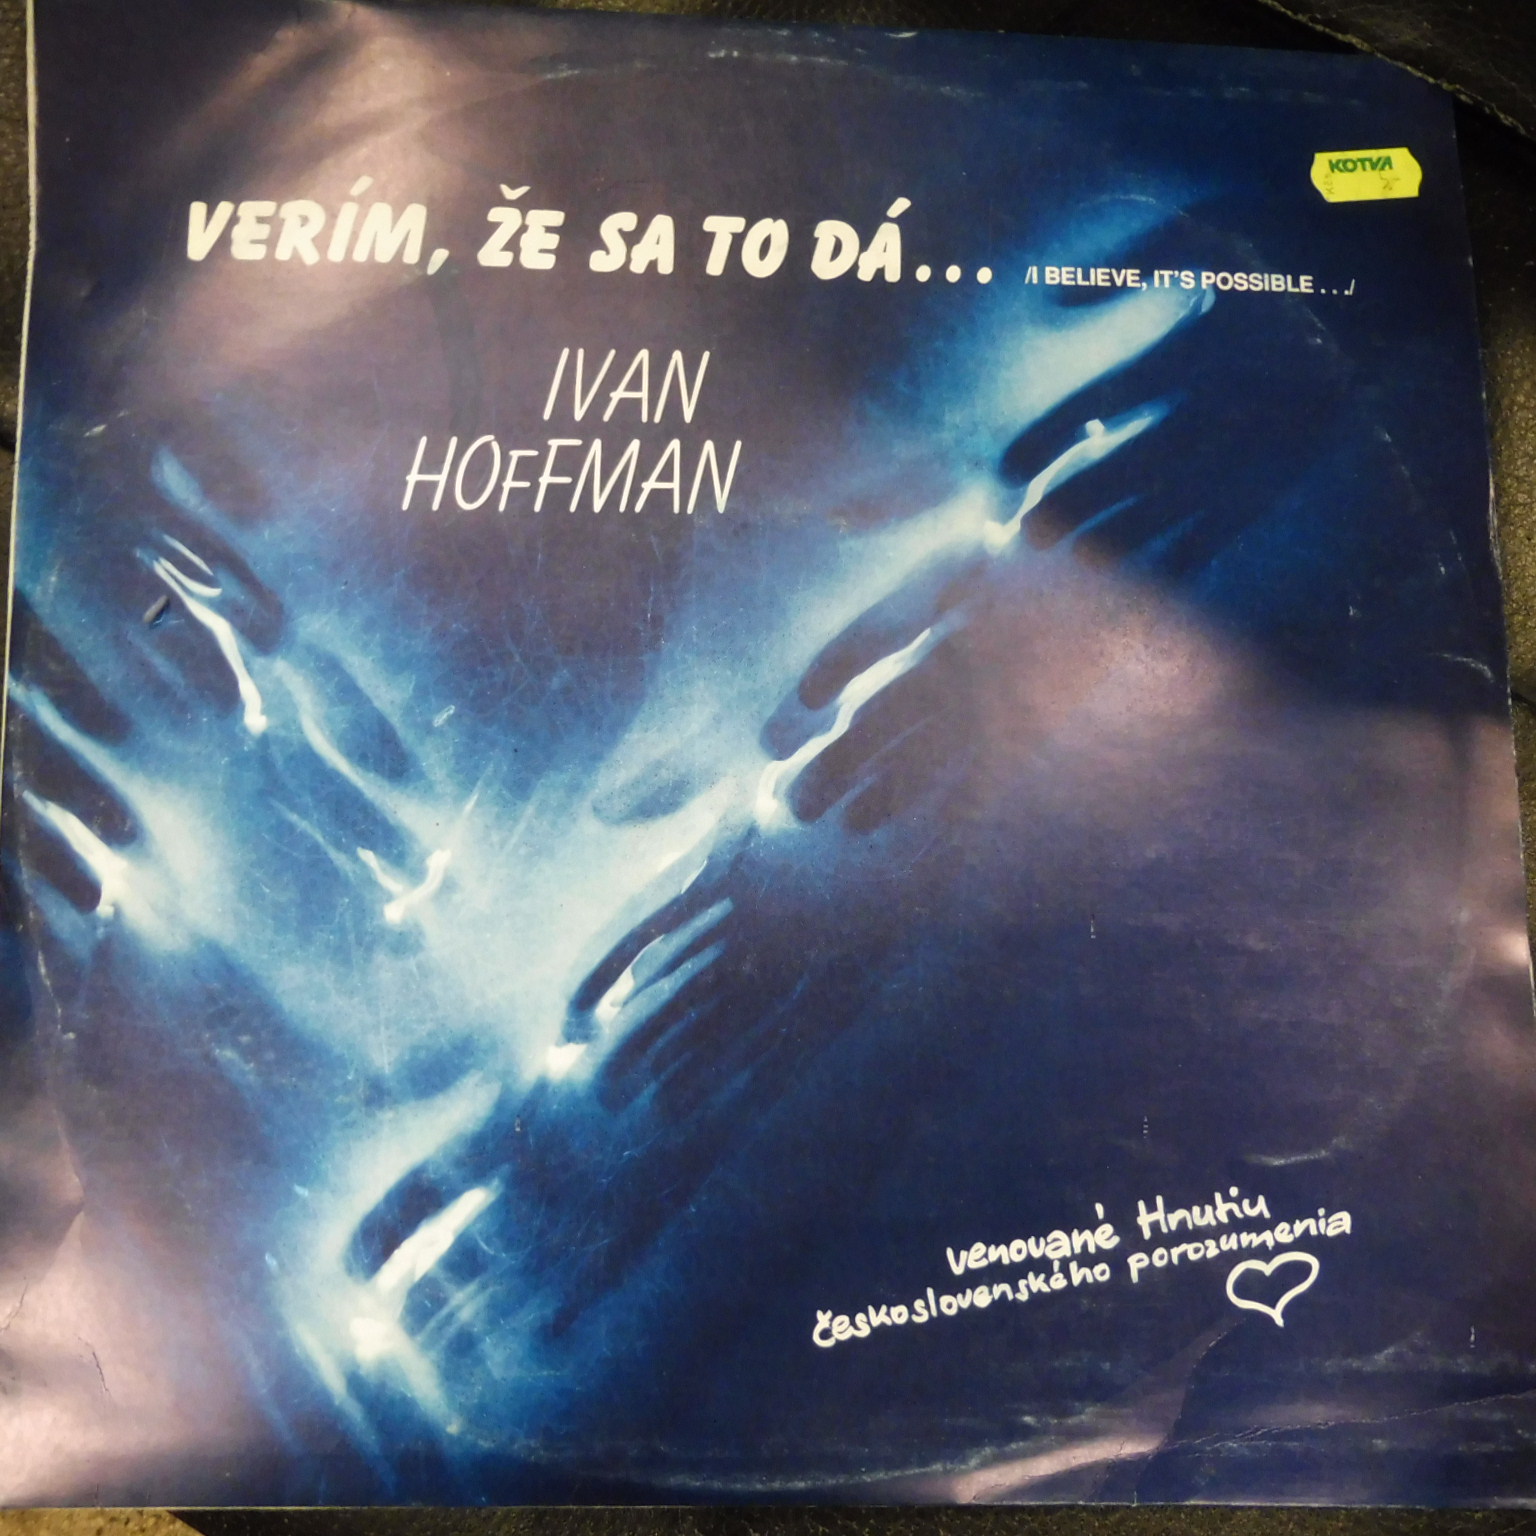 KOTVA
VERÍM, ŽE SA TO DÁ... /I BELIEVE, IT'S POSSIBLE .../
IVAN
HOFFMAN
venované Hnutiu
československého porozumenia